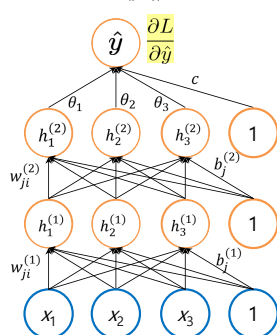 ŷ ∂L/∂ŷ
θ₁ θ₂ θ₃ c
h₁⁽²⁾ h₂⁽²⁾ h₃⁽²⁾ 1
wⱼᵢ⁽²⁾ bⱼ⁽²⁾
h₁⁽¹⁾ h₂⁽¹⁾ h₃⁽¹⁾ 1
wⱼᵢ⁽¹⁾ bⱼ⁽¹⁾
x₁ x₂ x₃ 1